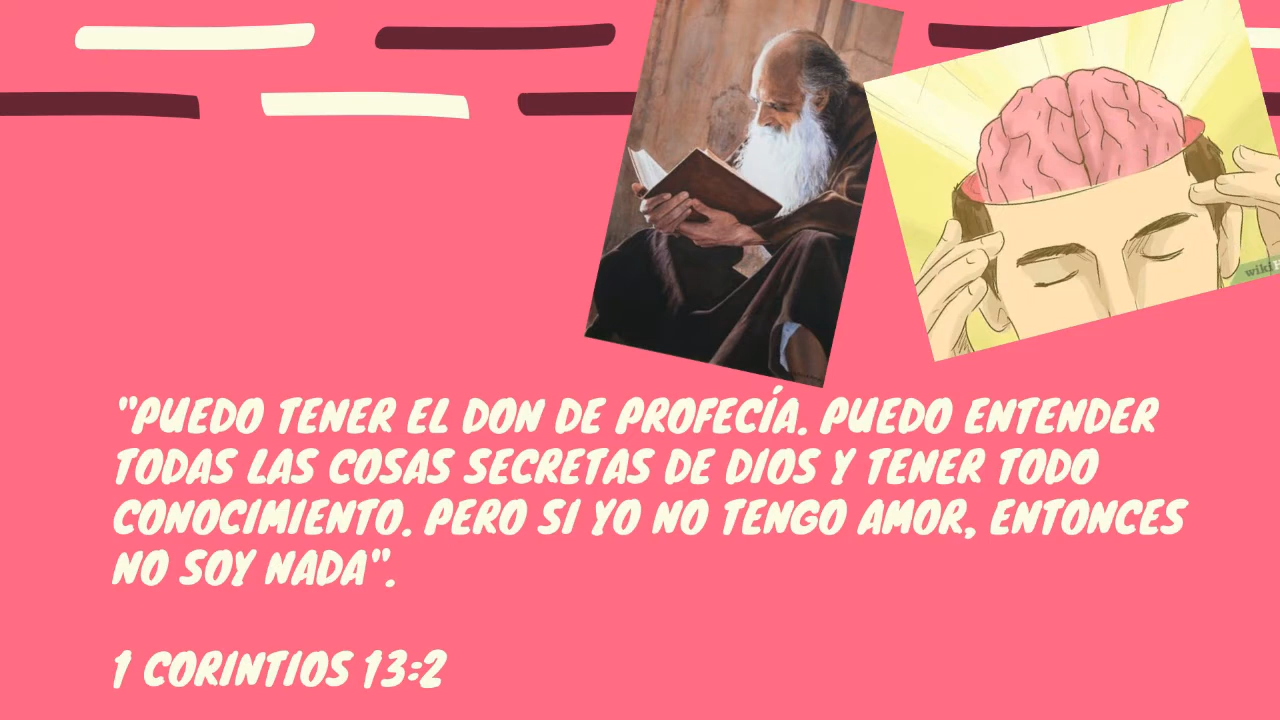 "PUEDO TENER EL DON DE PROFECÍA. PUEDO ENTENDER
TODAS LAS COSAS SECRETAS DE DIOS Y TENER TODO
CONOCIMIENTO. PERO SI YO NO TENGO AMOR, ENTONCES
NO SOY NADA".
1 CORINTIOS 13:2
wikiH